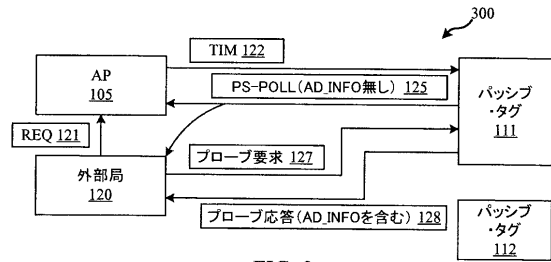 300
TIM 122
AP
105
PS-POLL(AD_INFO無し) 125
パッシブ
・タグ
111
REQ 121
プローブ要求 127
外部局
120
プローブ応答(AD_INFOを含む) 128
パッシブ
・タグ
112